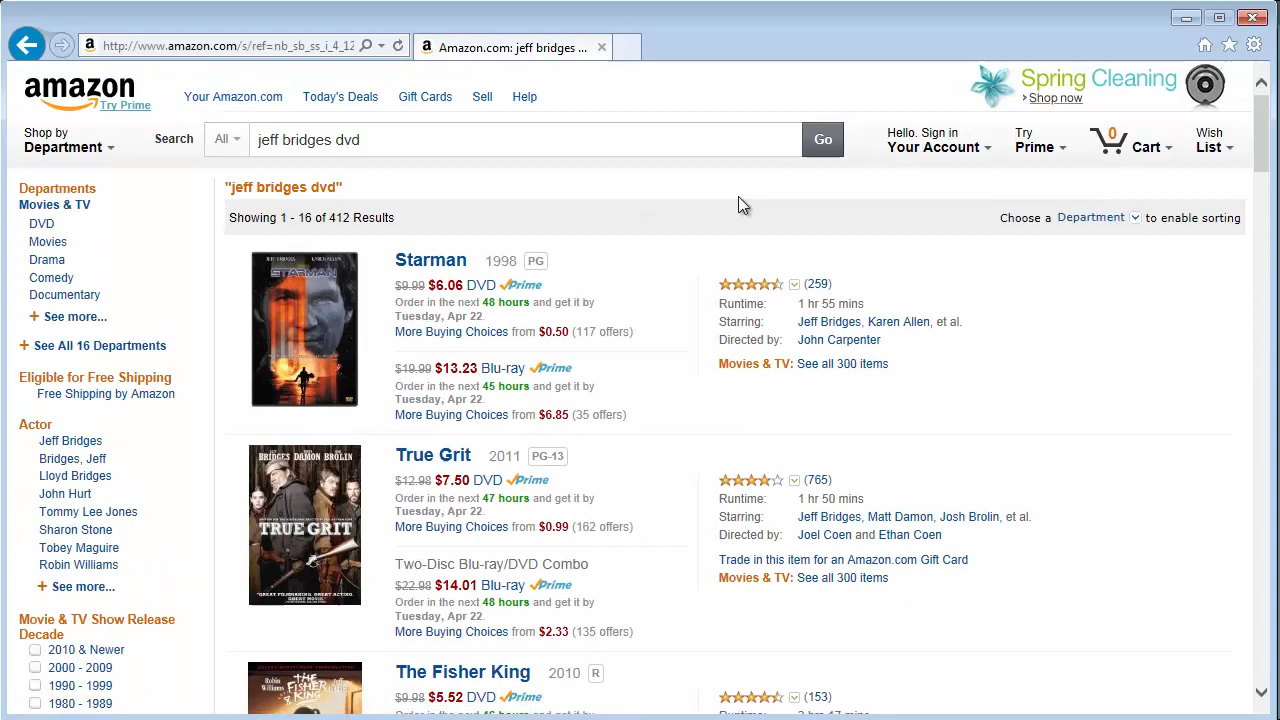 http://www.amazon.com/s/ref=nb_sb_ss_i_4_12
Amazon.com: jeff bridges ...
amazon
Try Prime
Your Amazon.com
Today's Deals
Gift Cards
Sell
Help
Spring Cleaning
Shop now
Shop by
Department
Search
All
jeff bridges dvd
Go
Hello. Sign in
Your Account
Try
Prime
0
Cart
Wish
List
Departments
Movies & TV
DVD
Movies
Drama
Comedy
Documentary
+ See more...
+ See All 16 Departments
Eligible for Free Shipping
Free Shipping by Amazon
Actor
Jeff Bridges
Bridges, Jeff
Lloyd Bridges
John Hurt
Tommy Lee Jones
Sharon Stone
Tobey Maguire
Robin Williams
+ See more...
Movie & TV Show Release
Decade
2010 & Newer
2000 - 2009
1990 - 1999
1980 - 1989
"jeff bridges dvd"
Showing 1 - 16 of 412 Results
Choose a Department to enable sorting
JEFF BRIDGES KAREN ALLEN
STARMAN
Starman 1998 PG
$9.99 $6.06 DVD Prime
Order in the next 48 hours and get it by
Tuesday, Apr 22.
More Buying Choices from $0.50 (117 offers)
$19.99 $13.23 Blu-ray Prime
Order in the next 45 hours and get it by
Tuesday, Apr 22.
More Buying Choices from $6.85 (35 offers)
(259)
Runtime: 1 hr 55 mins
Starring: Jeff Bridges, Karen Allen, et al.
Directed by: John Carpenter
Movies & TV: See all 300 items
BRIDGES DAMON BROLIN
TRUE GRIT
True Grit 2011 PG-13
$12.98 $7.50 DVD Prime
Order in the next 47 hours and get it by
Tuesday, Apr 22.
More Buying Choices from $0.99 (162 offers)
Two-Disc Blu-ray/DVD Combo
$22.98 $14.01 Blu-ray Prime
Order in the next 48 hours and get it by
Tuesday, Apr 22.
More Buying Choices from $2.33 (135 offers)
(765)
Runtime: 1 hr 50 mins
Starring: Jeff Bridges, Matt Damon, Josh Brolin, et al.
Directed by: Joel Coen and Ethan Coen
Trade in this item for an Amazon.com Gift Card
Movies & TV: See all 300 items
Robin
Williams
THE
FISHER
KING
The Fisher King 2010 R
$9.98 $5.52 DVD Prime
(153)